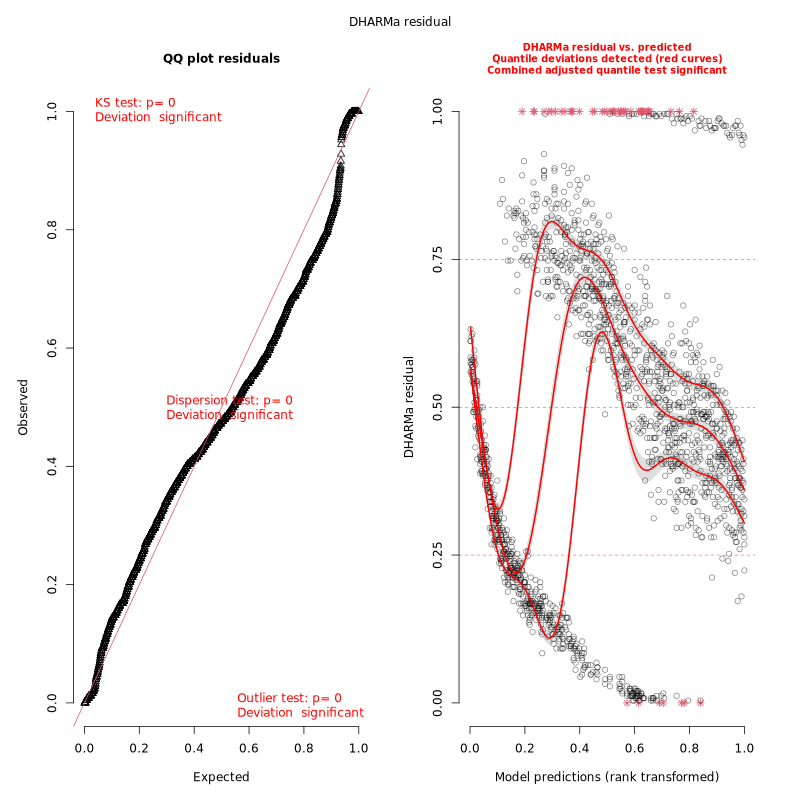 DHARMa residual
QQ plot residuals
KS test: p= 0
Deviation significant
Dispersion test: p= 0
Deviation significant
Outlier test: p= 0
Deviation significant
Observed
0.0
0.2
0.4
0.6
0.8
1.0
0.0 0.2 0.4 0.6 0.8 1.0
Expected
DHARMa residual vs. predicted
Quantile deviations detected (red curves)
Combined adjusted quantile test significant
DHARMa residual
0.00
0.25
0.50
0.75
1.00
0.0 0.2 0.4 0.6 0.8 1.0
Model predictions (rank transformed)